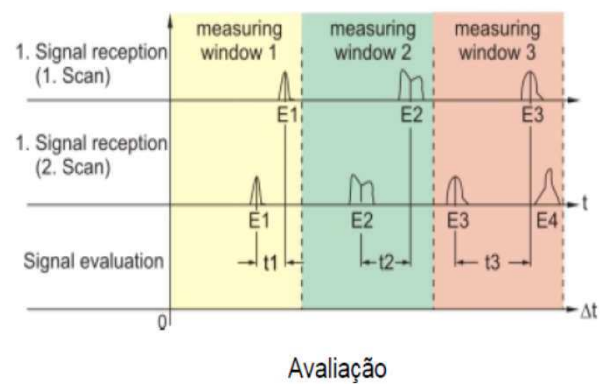 measuring
window 1
measuring
window 2
measuring
window 3
1. Signal reception
(1. Scan)
E1
E2
E3
1. Signal reception
(2. Scan)
t
E1
E2
E3
E4
Signal evaluation
t1
t2
t3
0
Δt
Avaliação